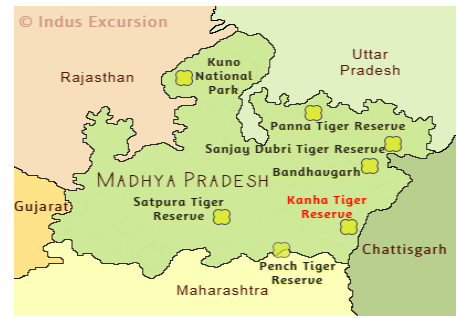 © Indus Excursion
Uttar
Pradesh
Rajasthan
Kuno
National
Park
Panna Tiger Reserve
Sanjay Dubri Tiger Reserve
Bandhavgarh
MADHYA PRADESH
Gujarat
Satpura Tiger
Reserve
Kanha Tiger
Reserve
Chattisgarh
Pench Tiger
Reserve
Maharashtra